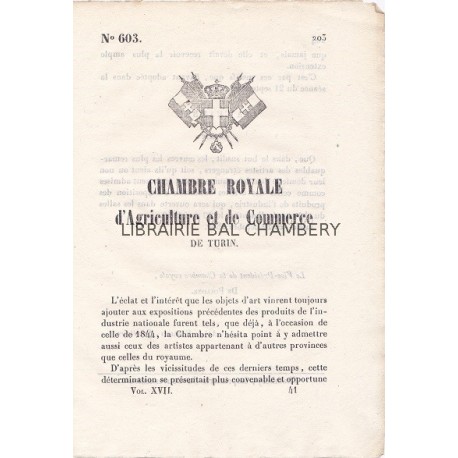 N° 603. 203
CHAMBRE ROYALE
d'Agriculture et de Commerce
LIBRAIRIE BAL CHAMBERY
DE TURIN.
L'éclat et l'intérêt que les objets d'art vinrent toujours
ajouter aux expositions précédentes des produits de l'in-
dustrie nationale furent tels, que déjà, à l'occasion de
celle de 1844, la Chambre n'hésita point à y admettre
aussi ceux des artistes appartenant à d'autres provinces
que celles du royaume.
D'après les vicissitudes de ces derniers temps, cette
détermination se présentait plus convenable et opportune
Vol. XVII. 41